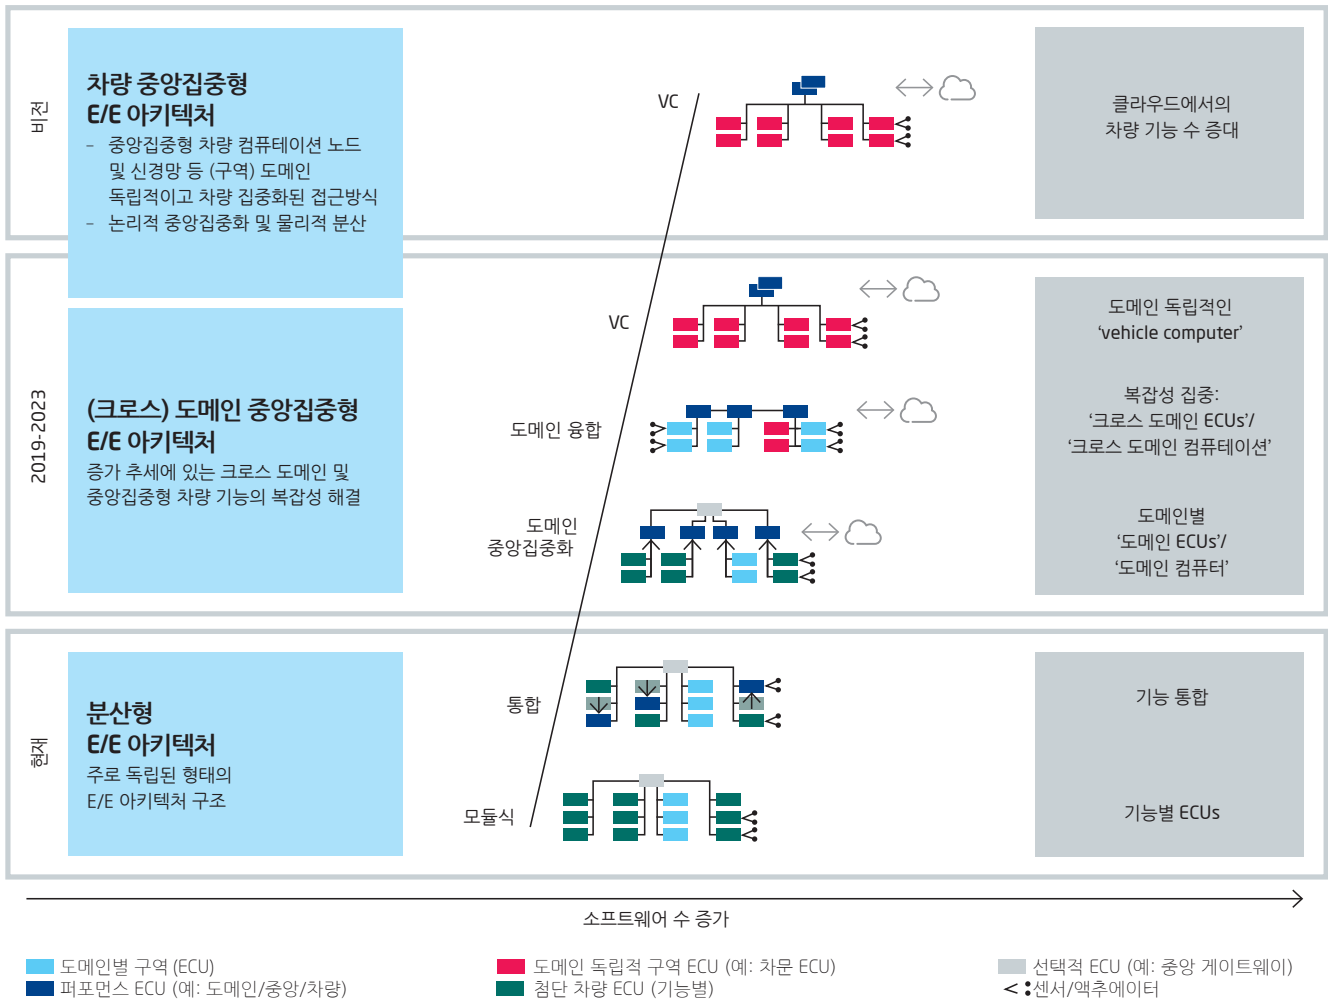 비전
차량 중앙집중형
E/E 아키텍처
- 중앙집중형 차량 컴퓨테이션 노드
및 신경망 등 (구역) 도메인
독립적이고 차량 집중화된 접근방식
- 논리적 중앙집중화 및 물리적 분산
VC
클라우드에서의
차량 기능 수 증대
2019-2023
(크로스) 도메인 중앙집중형
E/E 아키텍처
증가 추세에 있는 크로스 도메인 및
중앙집중형 차량 기능의 복잡성 해결
VC
도메인 독립적인
‘vehicle computer’
도메인 융합
복잡성 집중:
‘크로스 도메인 ECUs’/
‘크로스 도메인 컴퓨테이션’
도메인
중앙집중화
도메인별
‘도메인 ECUs’/
‘도메인 컴퓨터’
현재
분산형
E/E 아키텍처
주로 독립된 형태의
E/E 아키텍처 구조
통합
기능 통합
모듈식
기능별 ECUs
소프트웨어 수 증가
도메인별 구역 (ECU)
퍼포먼스 ECU (예: 도메인/중앙/차량)
도메인 독립적 구역 ECU (예: 차문 ECU)
첨단 차량 ECU (기능별)
선택적 ECU (예: 중앙 게이트웨이)
센서/액추에이터